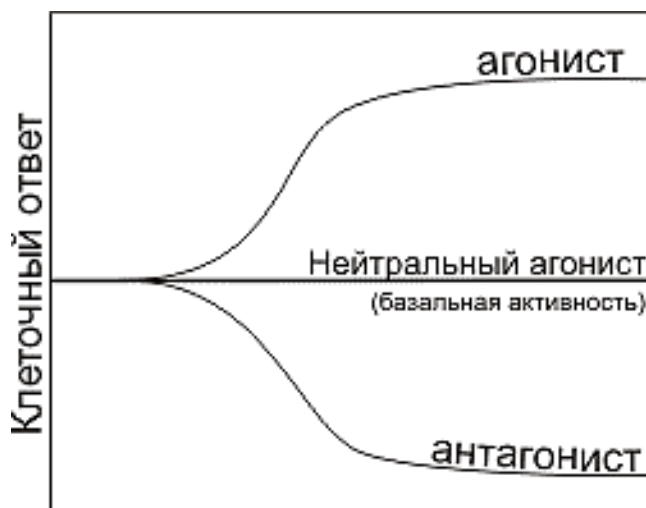 агонист
Клеточный ответ
Нейтральный агонист
(базальная активность)
антагонист